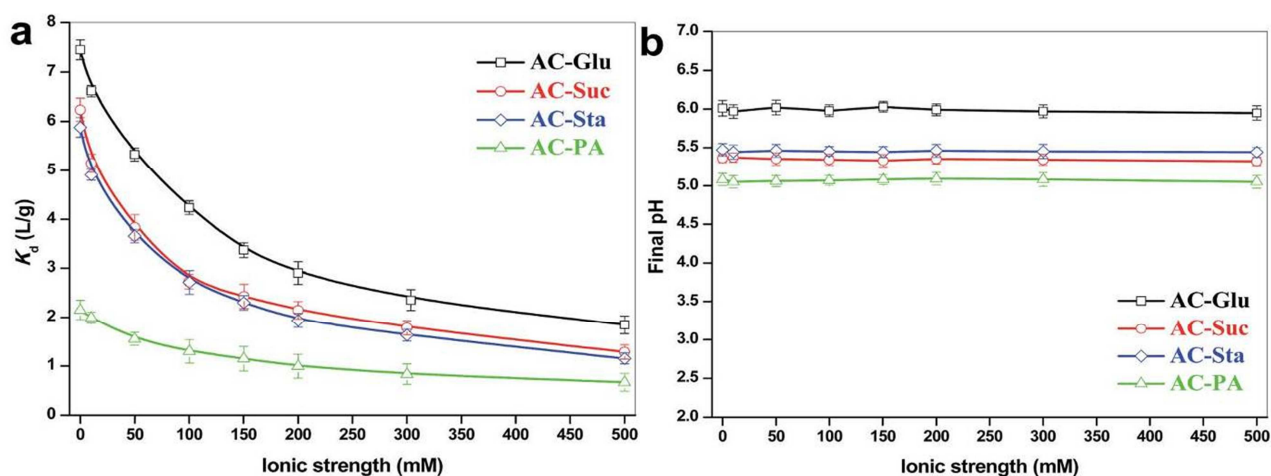 a
8
7
6
5
4
3
2
1
0
Kd (L/g)
AC-Glu
AC-Suc
AC-Sta
AC-PA
0 50 100 150 200 250 300 350 400 450 500
Ionic strength (mM)
b
7.0
6.5
6.0
5.5
5.0
4.5
4.0
3.5
3.0
2.5
2.0
Final pH
AC-Glu
AC-Suc
AC-Sta
AC-PA
0 50 100 150 200 250 300 350 400 450 500
Ionic strength (mM)